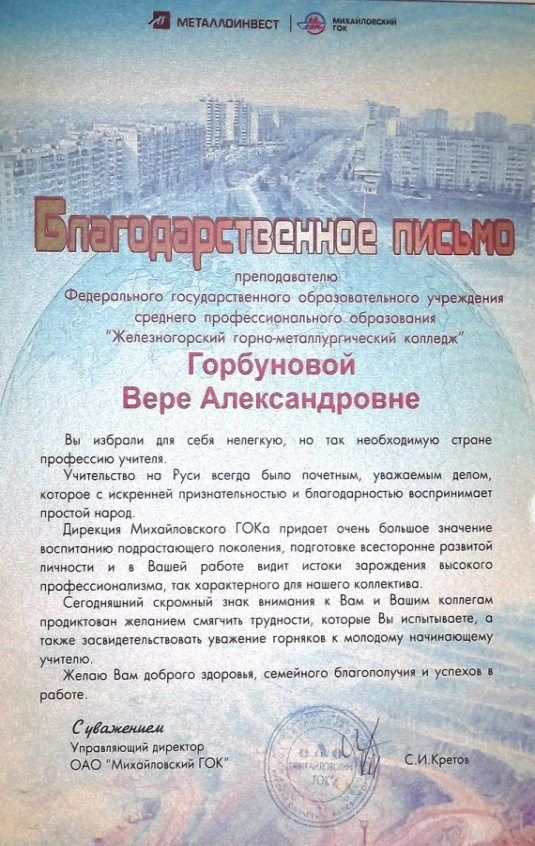 МЕТАЛЛОИНВЕСТ
МИХАЙЛОВСКИЙ
ГОК
Благодарственное письмо
преподавателю
Федерального государственного образовательного учреждения
среднего профессионального образования
"Железногорский горно-металлургический колледж"
Горбуновой
Вере Александровне
Вы избрали для себя нелегкую, но так необходимую стране
профессию учителя.
Учительство на Руси всегда было почетным, уважаемым делом,
которое с искренней признательностью и благодарностью воспринимает
простой народ.
Дирекция Михайловского ГОКа придает очень большое значение
воспитанию подрастающего поколения, подготовке всесторонне развитой
личности и в Вашей работе видит истоки зарождения высокого
профессионализма, так характерного для нашего коллектива.
Сегодняшний скромный знак внимания к Вам и Вашим коллегам
продиктован желанием смягчить трудности, которые Вы испытываете, а
также засвидетельствовать уважение горняков к молодому начинающему
учителю.
Желаю Вам доброго здоровья, семейного благополучия и успехов в
работе.
С уважением
Управляющий директор
ОАО "Михайловский ГОК"
С.И.Кретов
ОАО
"МИХАЙЛОВСКИЙ
ГОК"